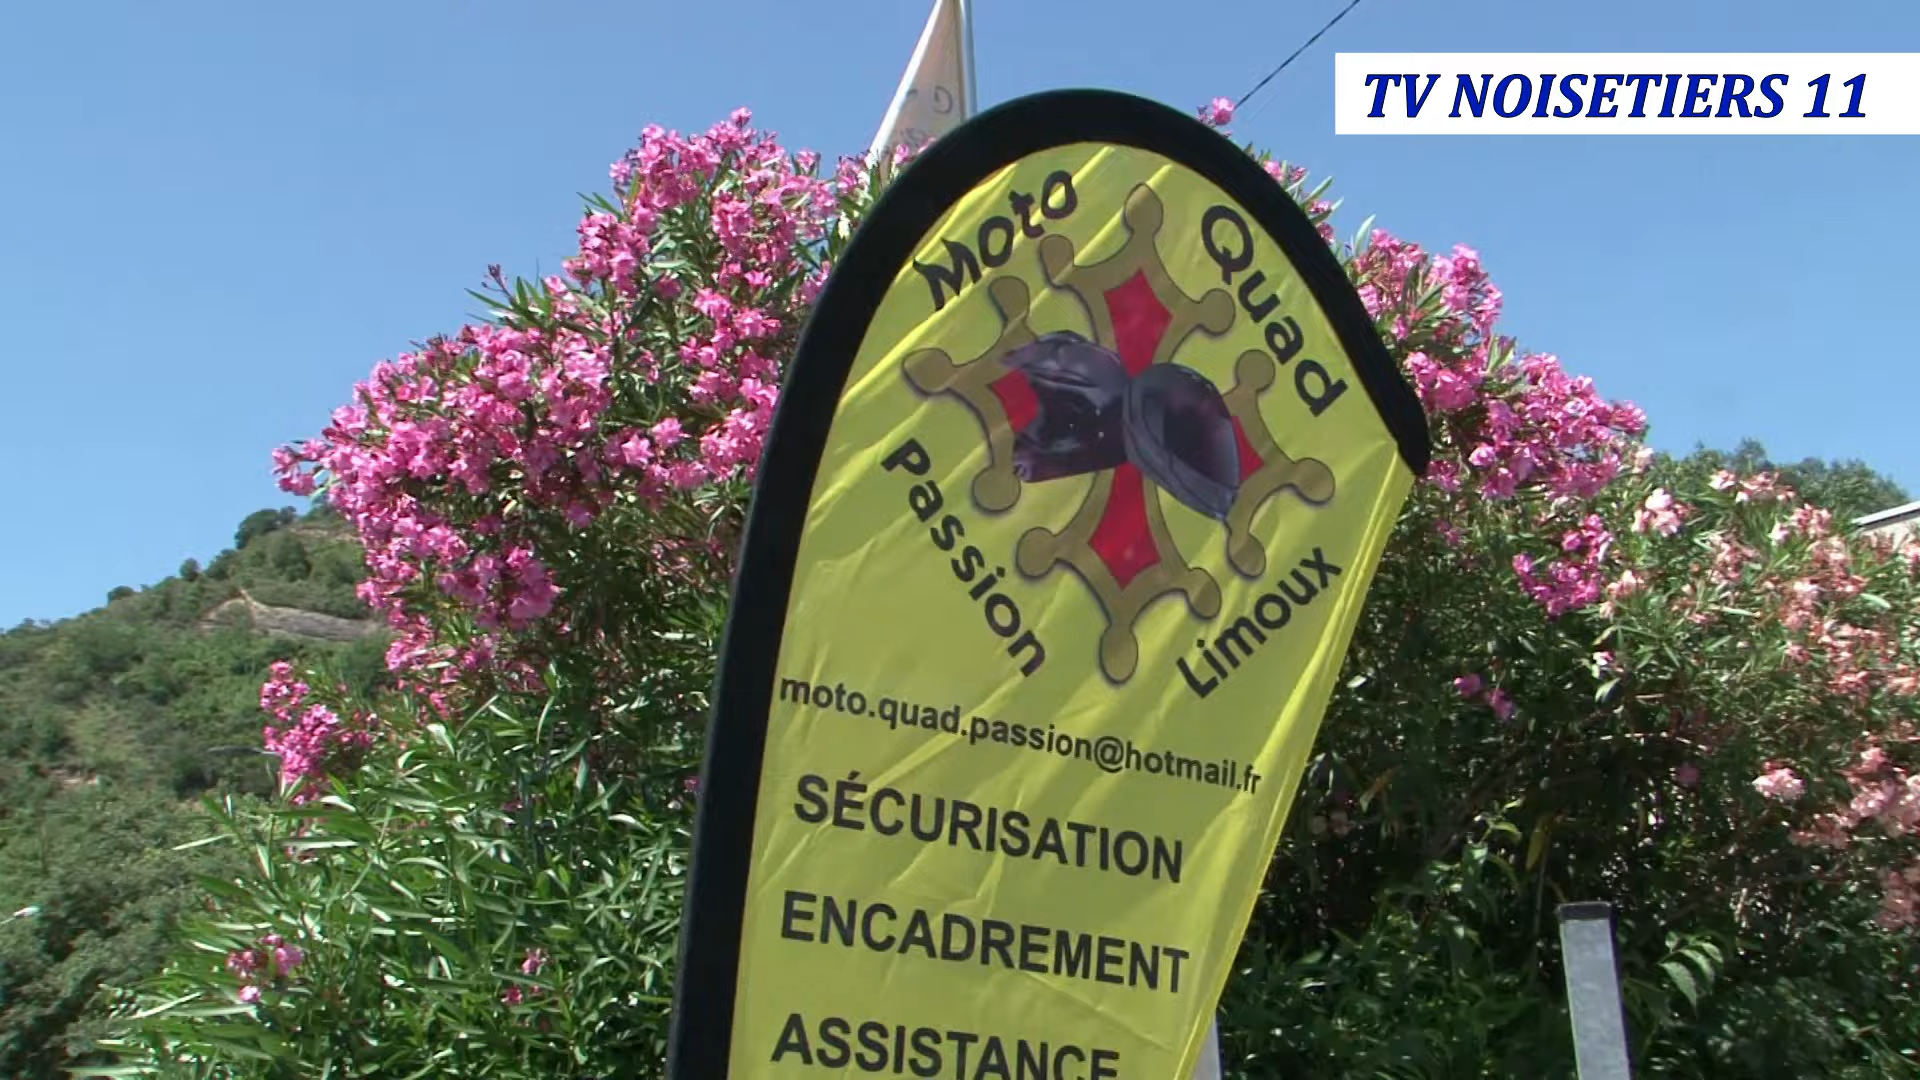 TV NOISETIERS 11
Moto
Quad
Passion
Limoux
moto.quad.passion@hotmail.fr
SÉCURISATION
ENCADREMENT
ASSISTANCE